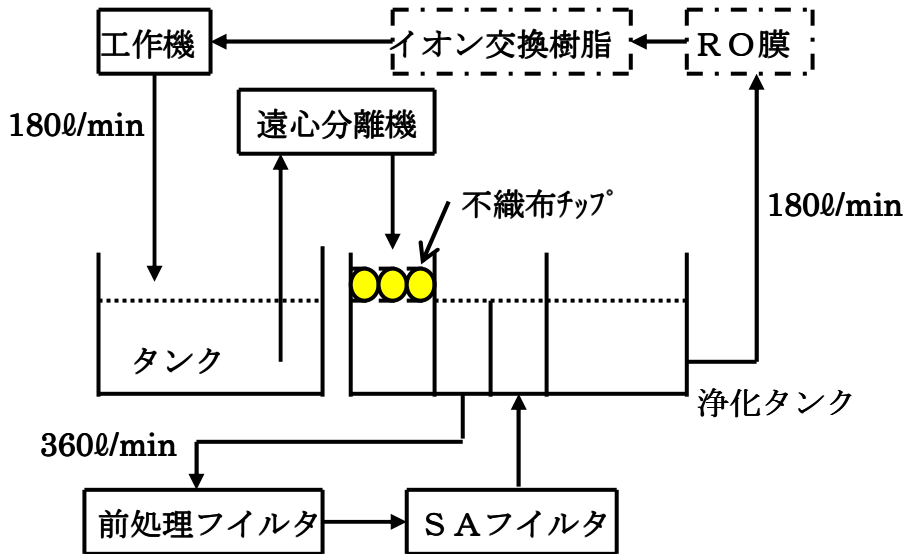 工作機
イオン交換樹脂
ＲＯ膜
180ℓ/min
遠心分離機
不織布ﾁｯﾌﾟ
180ℓ/min
タンク
浄化タンク
360ℓ/min
前処理フイルタ
ＳＡフイルタ